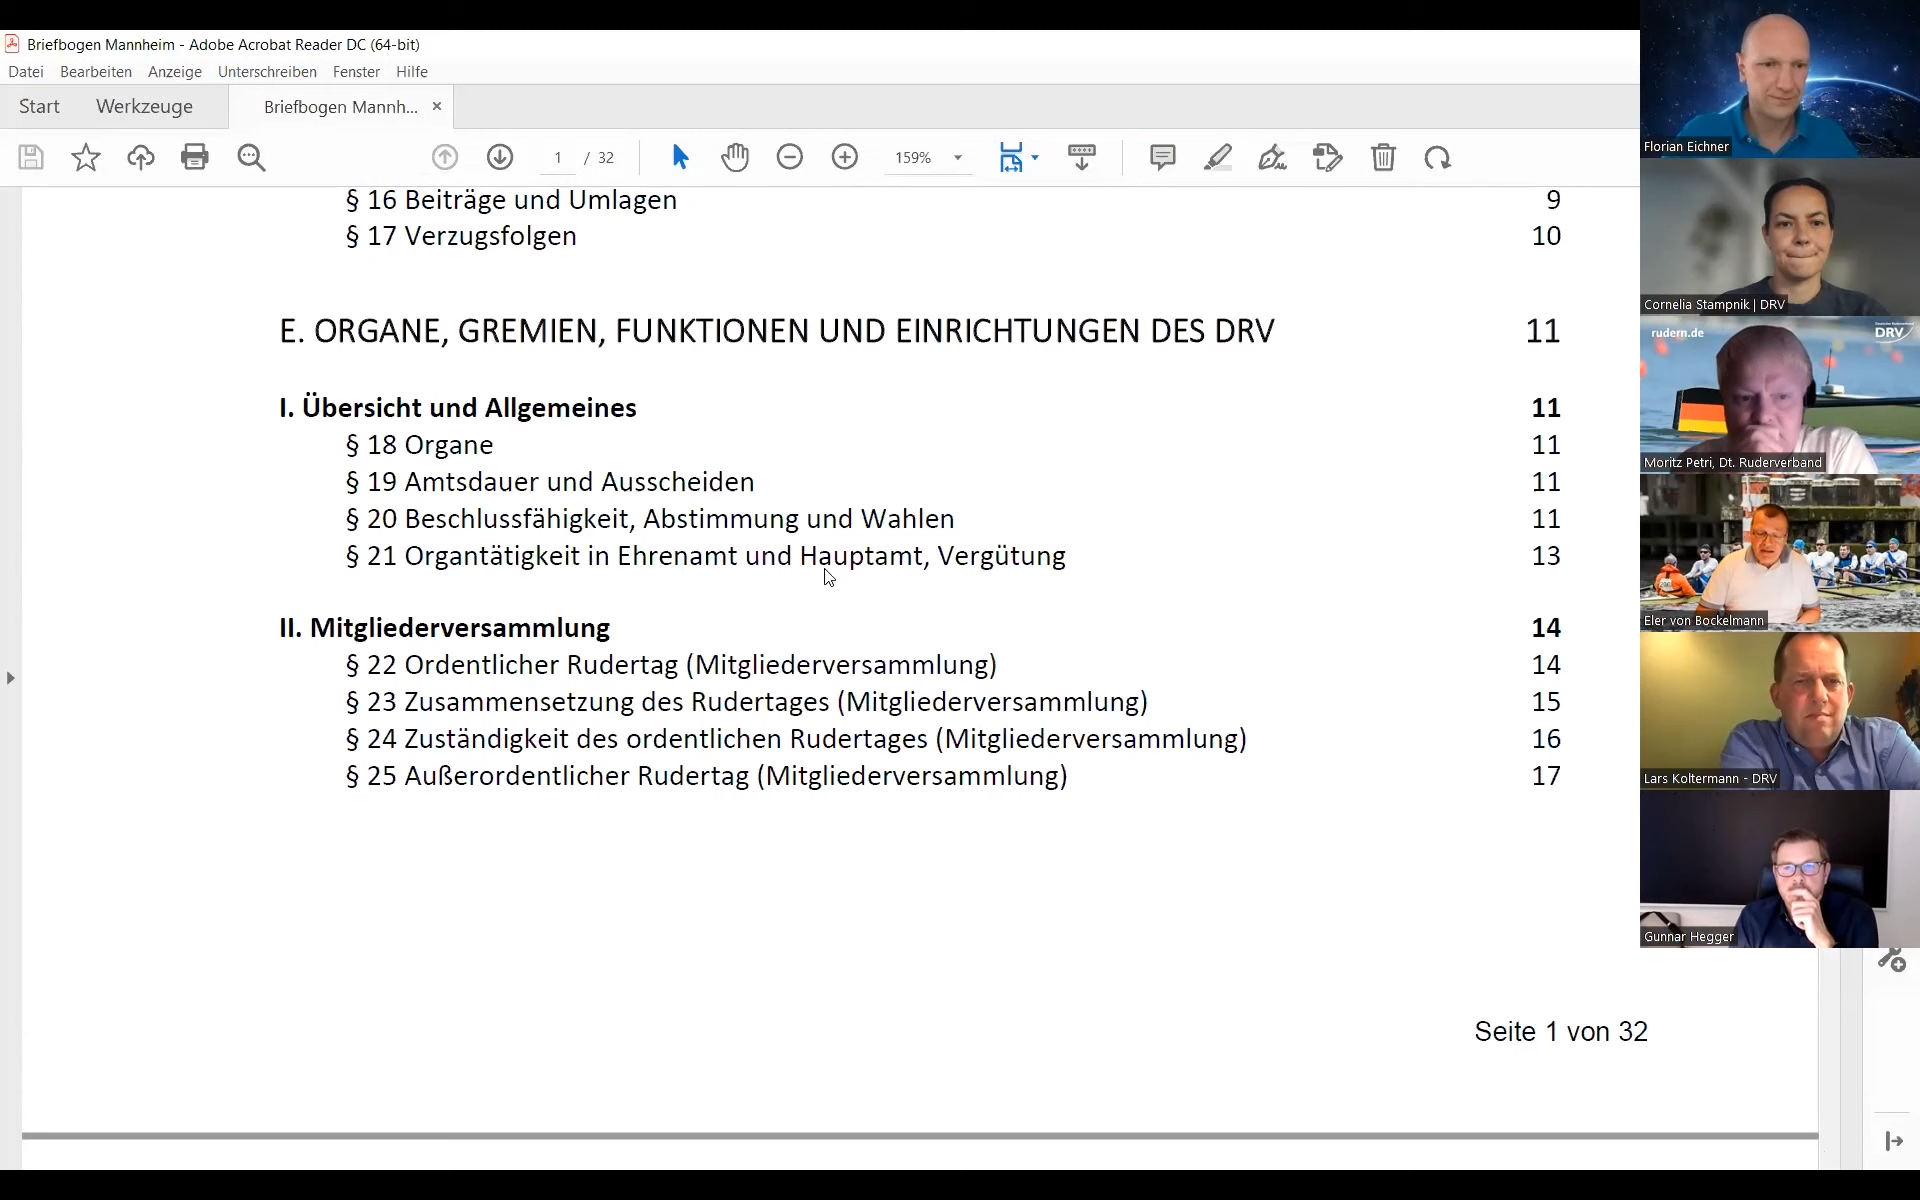 Briefbogen Mannheim - Adobe Acrobat Reader DC (64-bit)
Datei Bearbeiten Anzeige Unterschreiben Fenster Hilfe
Start Werkzeuge Briefbogen Mannh... ×
1 / 32 159%
§ 16 Beiträge und Umlagen 9
§ 17 Verzugsfolgen 10
E. ORGANE, GREMIEN, FUNKTIONEN UND EINRICHTUNGEN DES DRV 11
I. Übersicht und Allgemeines 11
§ 18 Organe 11
§ 19 Amtsdauer und Ausscheiden 11
§ 20 Beschlussfähigkeit, Abstimmung und Wahlen 11
§ 21 Organtätigkeit in Ehrenamt und Hauptamt, Vergütung 13
II. Mitgliederversammlung 14
§ 22 Ordentlicher Rudertag (Mitgliederversammlung) 14
§ 23 Zusammensetzung des Rudertages (Mitgliederversammlung) 15
§ 24 Zuständigkeit des ordentlichen Rudertages (Mitgliederversammlung) 16
§ 25 Außerordentlicher Rudertag (Mitgliederversammlung) 17
Seite 1 von 32
Florian Eichner
Cornelia Stampnik | DRV
rudern.de
DRV
Moritz Petri, Dt. Ruderverband
Eler von Bockelmann
Lars Koltermann - DRV
Gunnar Hegger